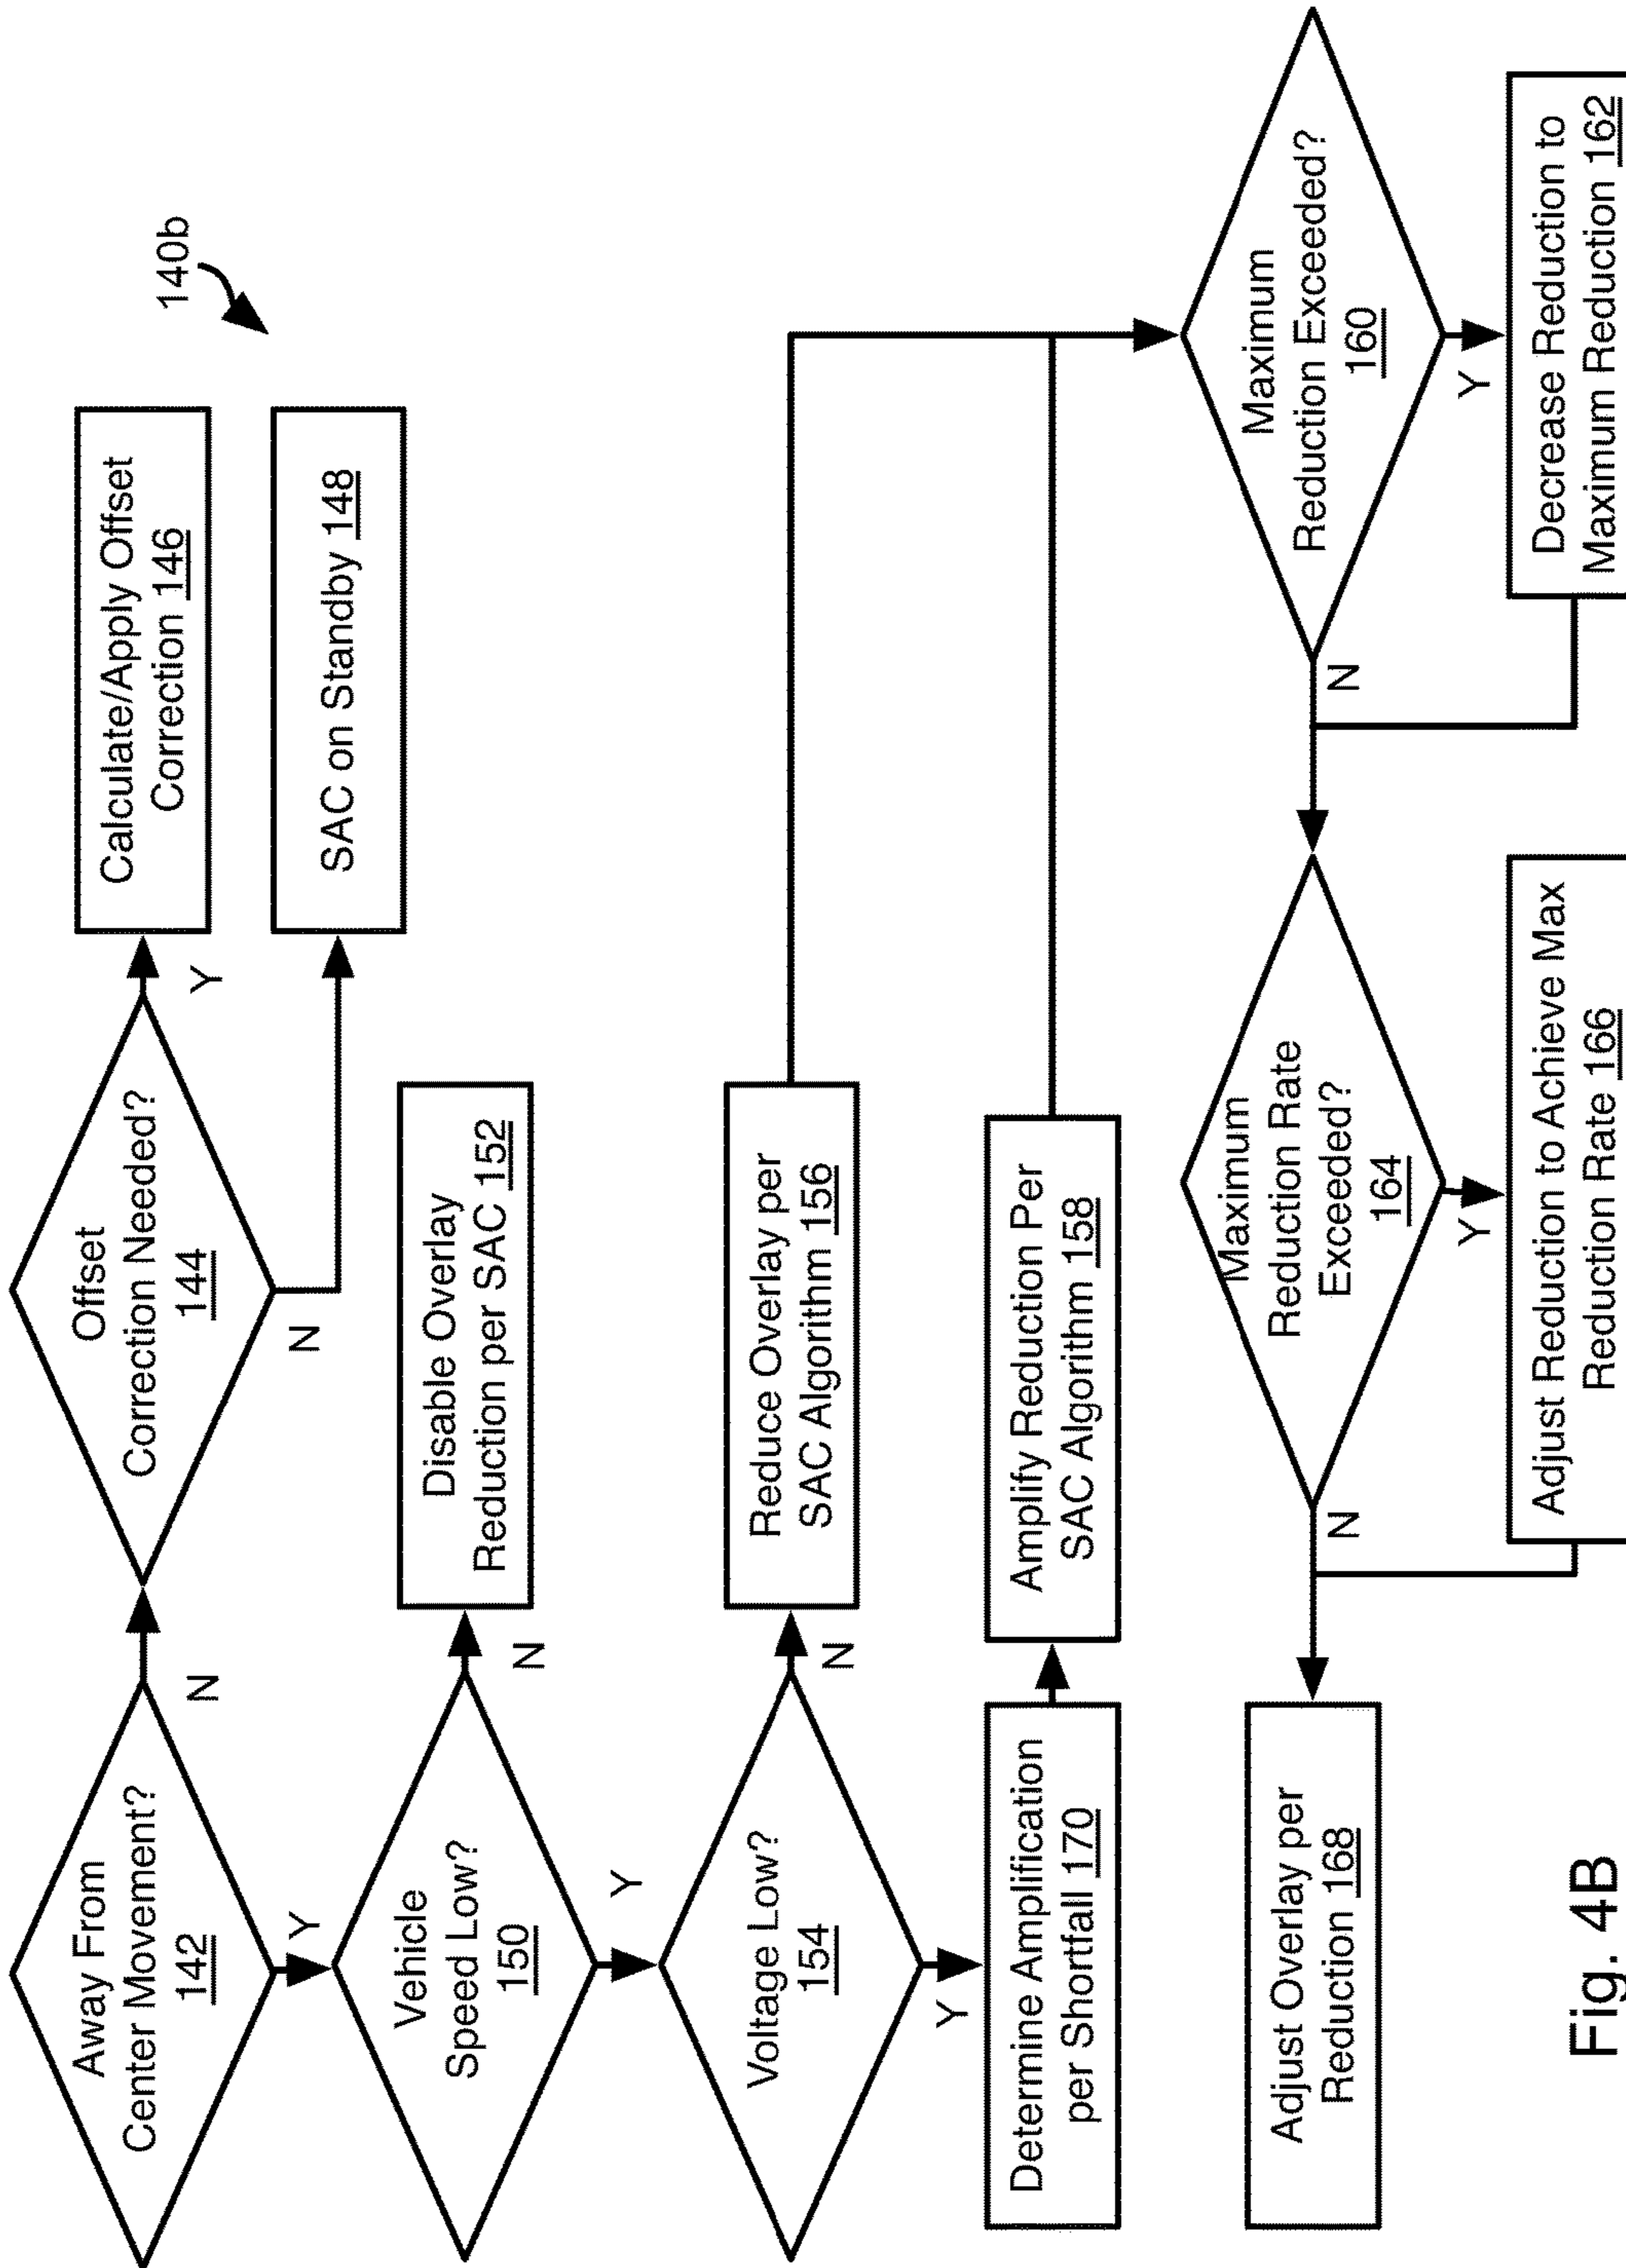 140b
Away From
Center Movement?
142
N
Y
Offset
Correction Needed?
144
Y
N
Calculate/Apply Offset
Correction 146
SAC on Standby 148
Vehicle
Speed Low?
150
N
Y
Disable Overlay
Reduction per SAC 152
Voltage Low?
154
N
Y
Reduce Overlay per
SAC Algorithm 156
Determine Amplification
per Shortfall 170
Amplify Reduction Per
SAC Algorithm 158
Maximum
Reduction Exceeded?
160
N
Y
Decrease Reduction to
Maximum Reduction 162
Maximum
Reduction Rate
Exceeded?
164
N
Y
Adjust Reduction to Achieve Max
Reduction Rate 166
Adjust Overlay per
Reduction 168
Fig. 4B